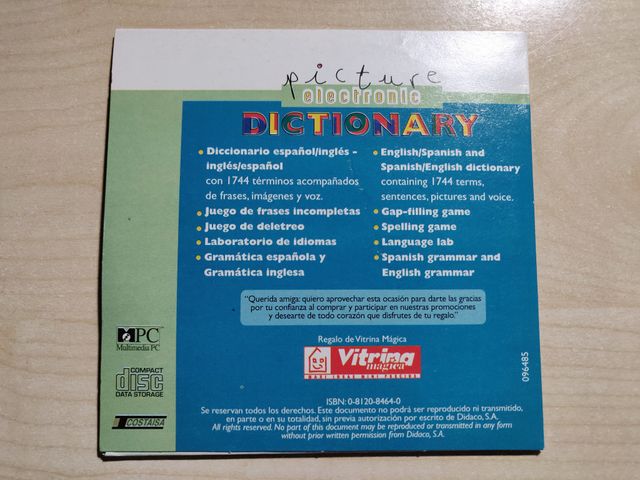 picture
electronic
DICTIONARY
• Diccionario español/inglés -
inglés/español
con 1744 términos acompañados
de frases, imágenes y voz.
• Juego de frases incompletas
• Juego de deletreo
• Laboratorio de idiomas
• Gramática española y
Gramática inglesa
• English/Spanish and
Spanish/English dictionary
containing 1744 terms,
sentences, pictures and voice.
• Gap-filling game
• Spelling game
• Language lab
• Spanish grammar and
English grammar
"Querida amiga: quiero aprovechar esta ocasión para darte las gracias
por tu confianza al comprar y participar en nuestras promociones
y desearte de todo corazón que disfrutes de tu regalo."
Regalo de Vitrina Mágica
Vitrina
mágica
MAXI IDEAS MINI PRECIOS
MPC
Multimedia PC
COMPACT
disc
DATA STORAGE
COSTAISA
096485
ISBN: 0-8120-8464-0
Se reservan todos los derechos. Este documento no podrá ser reproducido ni transmitido,
en parte o en su totalidad, sin previa autorización por escrito de Didaco, S.A.
All rights reserved. No part of this document may be reproduced or transmitted in any form
without prior written permission from Didaco, S.A.